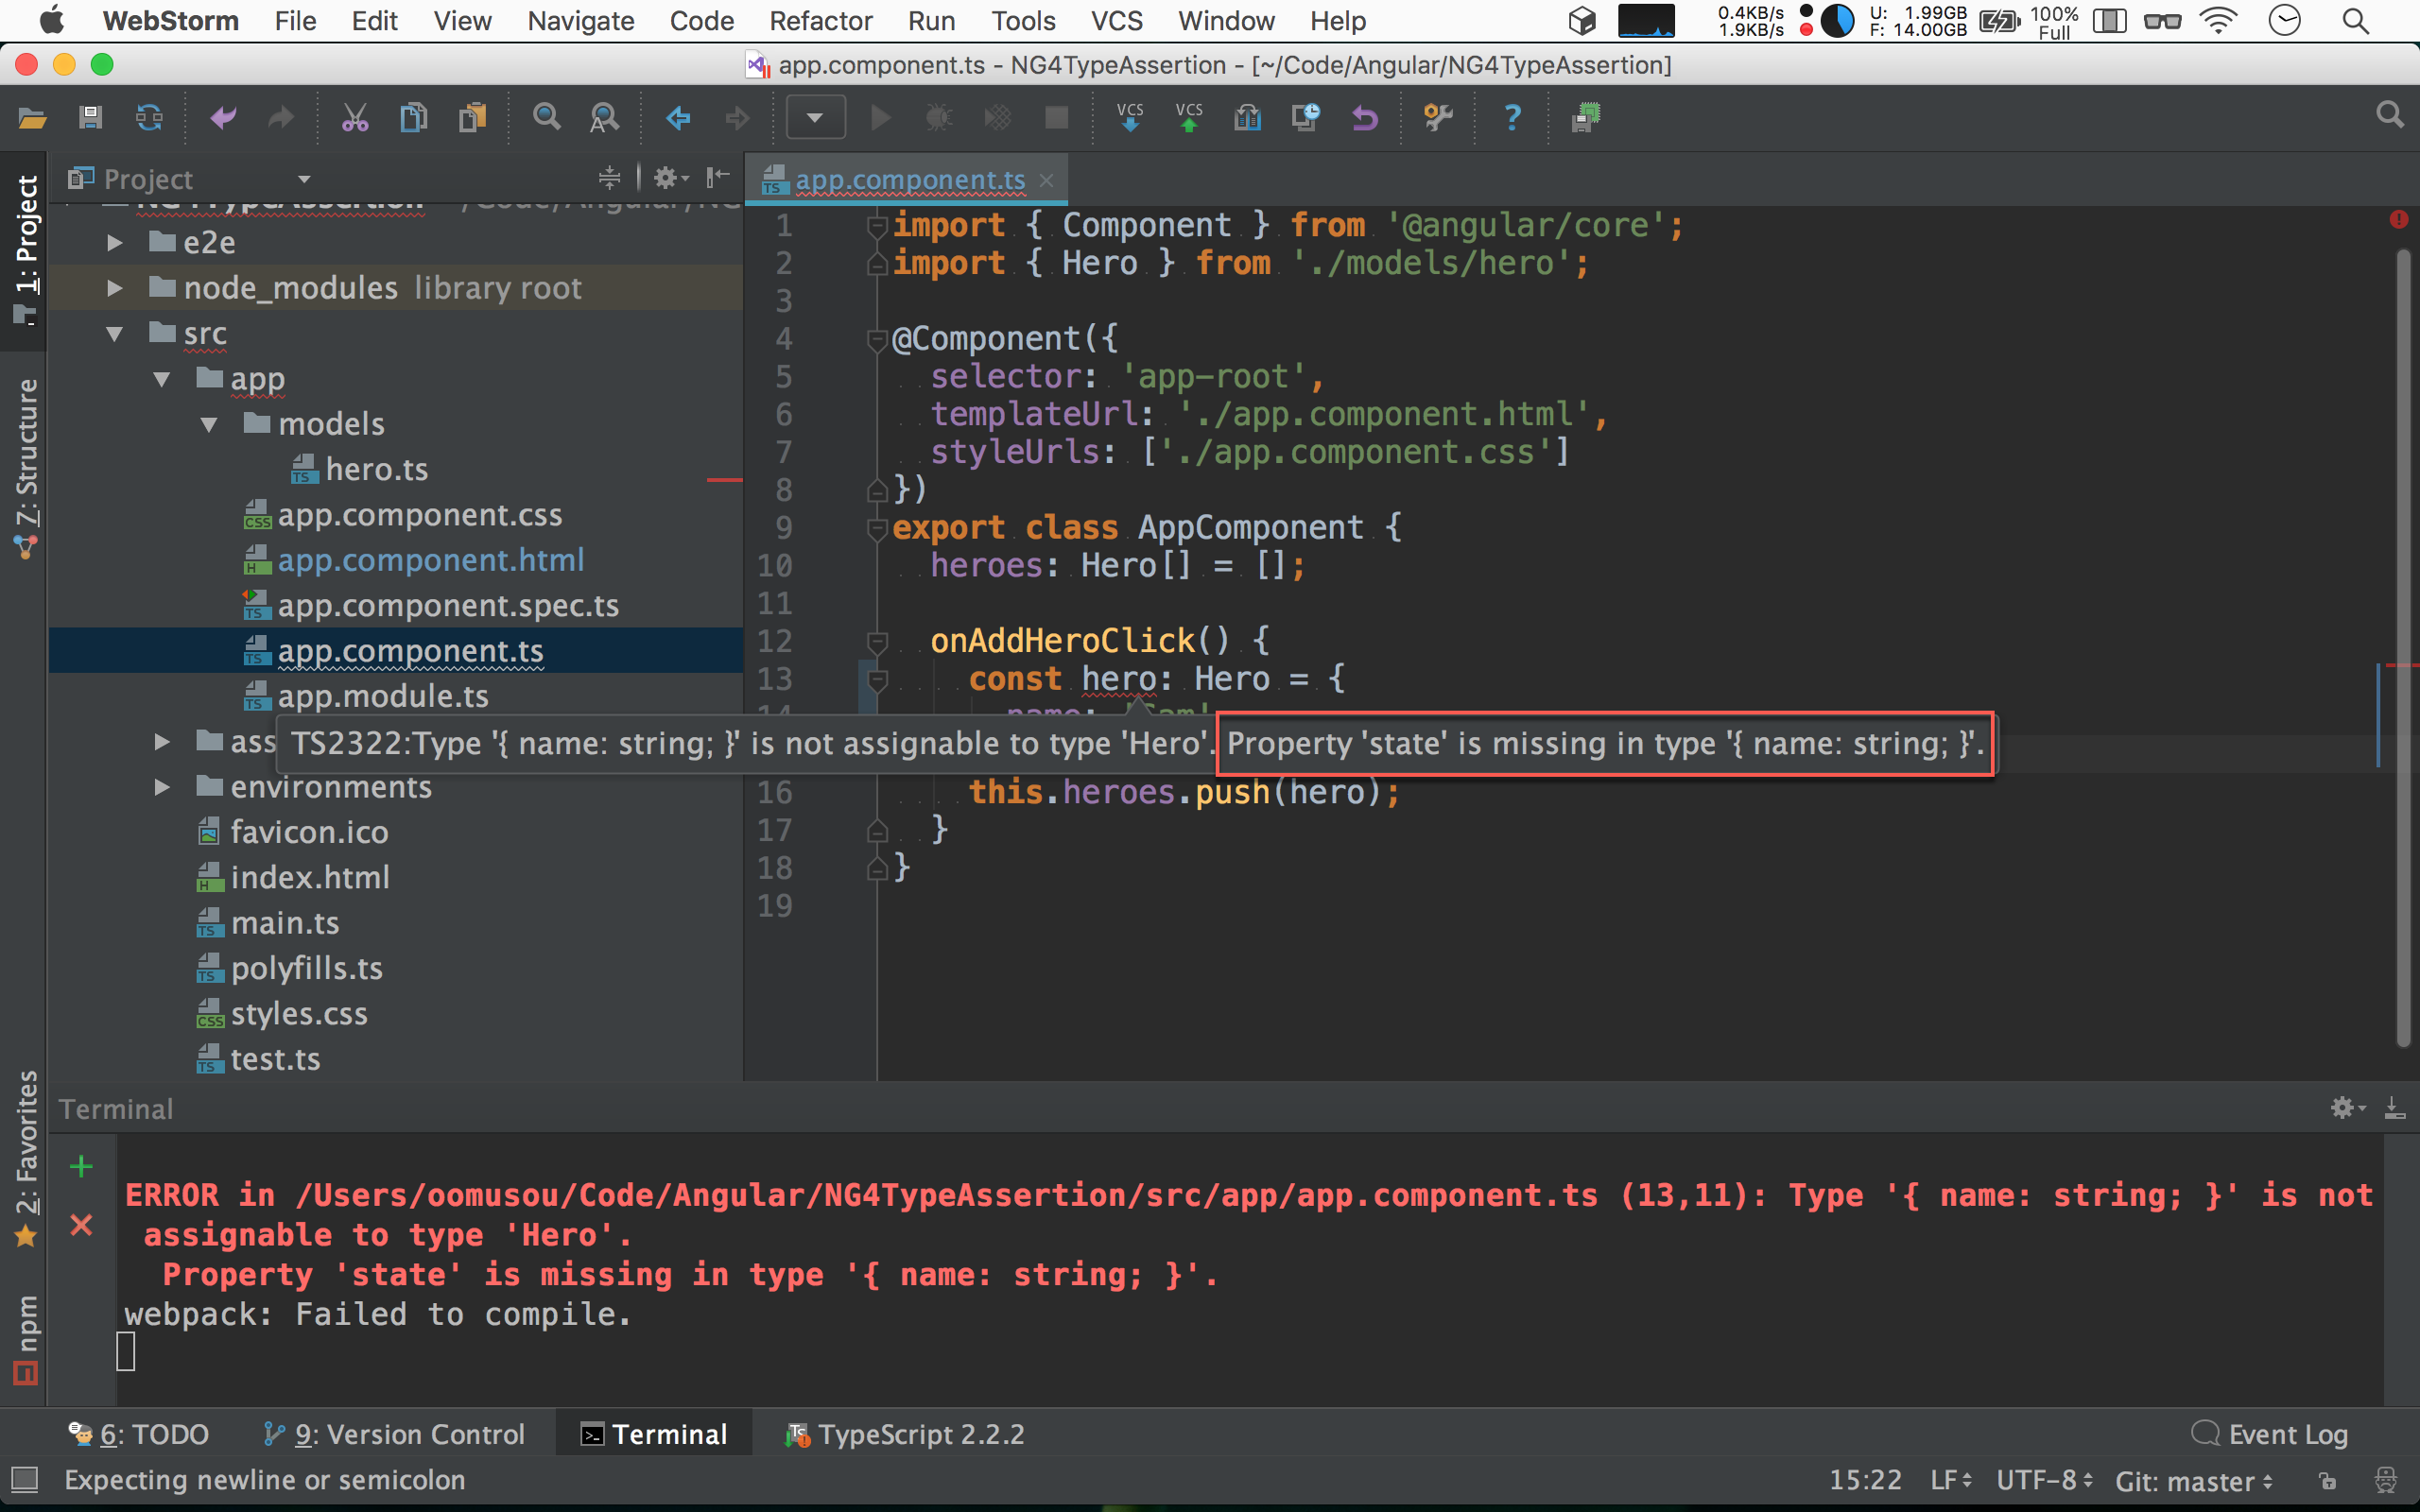 WebStorm File Edit View Navigate Code Refactor Run Tools VCS Window Help 0.4KB/s 1.9KB/s U: 1.99GB F: 14.00GB 100% Full
app.component.ts - NG4TypeAssertion - [~/Code/Angular/NG4TypeAssertion]
VCS VCS ?
1: Project
7: Structure
2: Favorites
npm
Project
NG4TypeAssertion ~/Code/Angular/NG
e2e
node_modules library root
src
app
models
hero.ts
app.component.css
app.component.html
app.component.spec.ts
app.component.ts
app.module.ts
ass
environments
favicon.ico
index.html
main.ts
polyfills.ts
styles.css
test.ts
app.component.ts
1 import { Component } from '@angular/core';
2 import { Hero } from './models/hero';
3
4 @Component({
5 selector: 'app-root',
6 templateUrl: './app.component.html',
7 styleUrls: ['./app.component.css']
8 })
9 export class AppComponent {
10 heroes: Hero[] = [];
11
12 onAddHeroClick() {
13 const hero: Hero = {
14 name: 'Sam'
TS2322:Type '{ name: string; }' is not assignable to type 'Hero'. Property 'state' is missing in type '{ name: string; }'.
16 this.heroes.push(hero);
17 }
18 }
19
Terminal
ERROR in /Users/oomusou/Code/Angular/NG4TypeAssertion/src/app/app.component.ts (13,11): Type '{ name: string; }' is not
assignable to type 'Hero'.
Property 'state' is missing in type '{ name: string; }'.
webpack: Failed to compile.
6: TODO 9: Version Control Terminal TypeScript 2.2.2 Event Log
Expecting newline or semicolon 15:22 LF UTF-8 Git: master